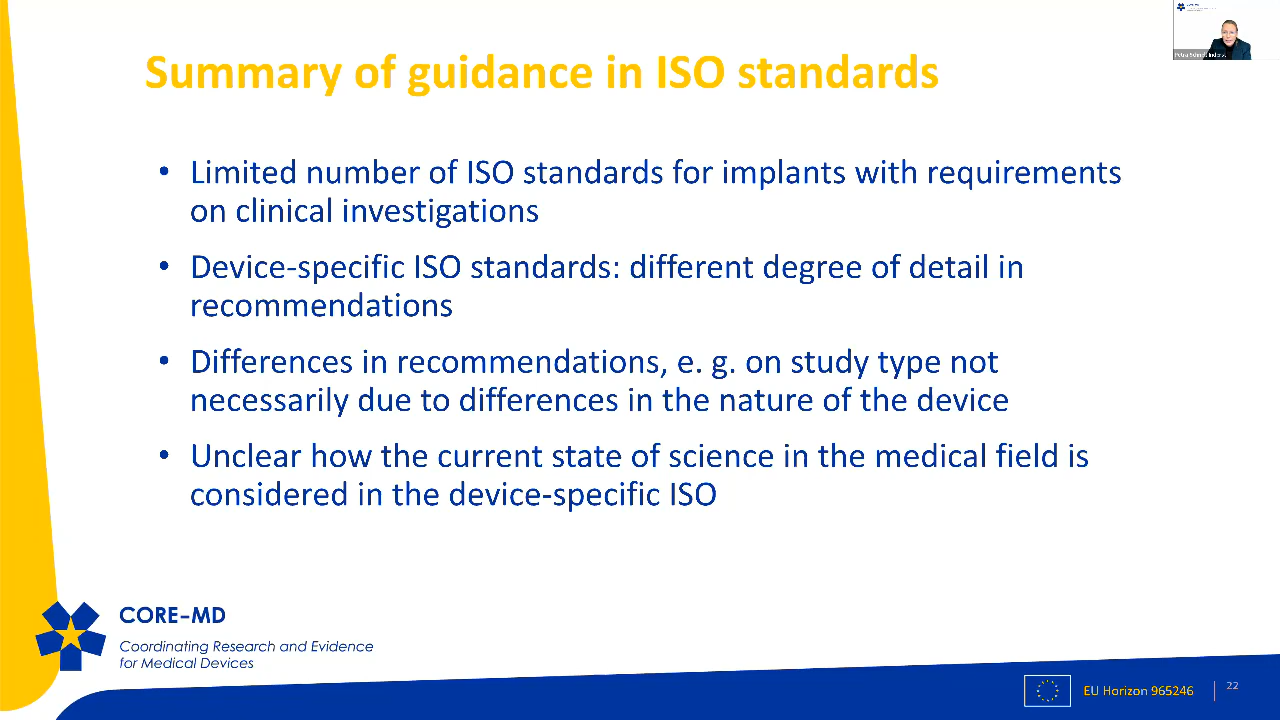 Summary of guidance in ISO standards
• Limited number of ISO standards for implants with requirements
on clinical investigations
• Device-specific ISO standards: different degree of detail in
recommendations
• Differences in recommendations, e. g. on study type not
necessarily due to differences in the nature of the device
• Unclear how the current state of science in the medical field is
considered in the device-specific ISO
CORE–MD
Coordinating Research and Evidence
for Medical Devices
EU Horizon 965246
22